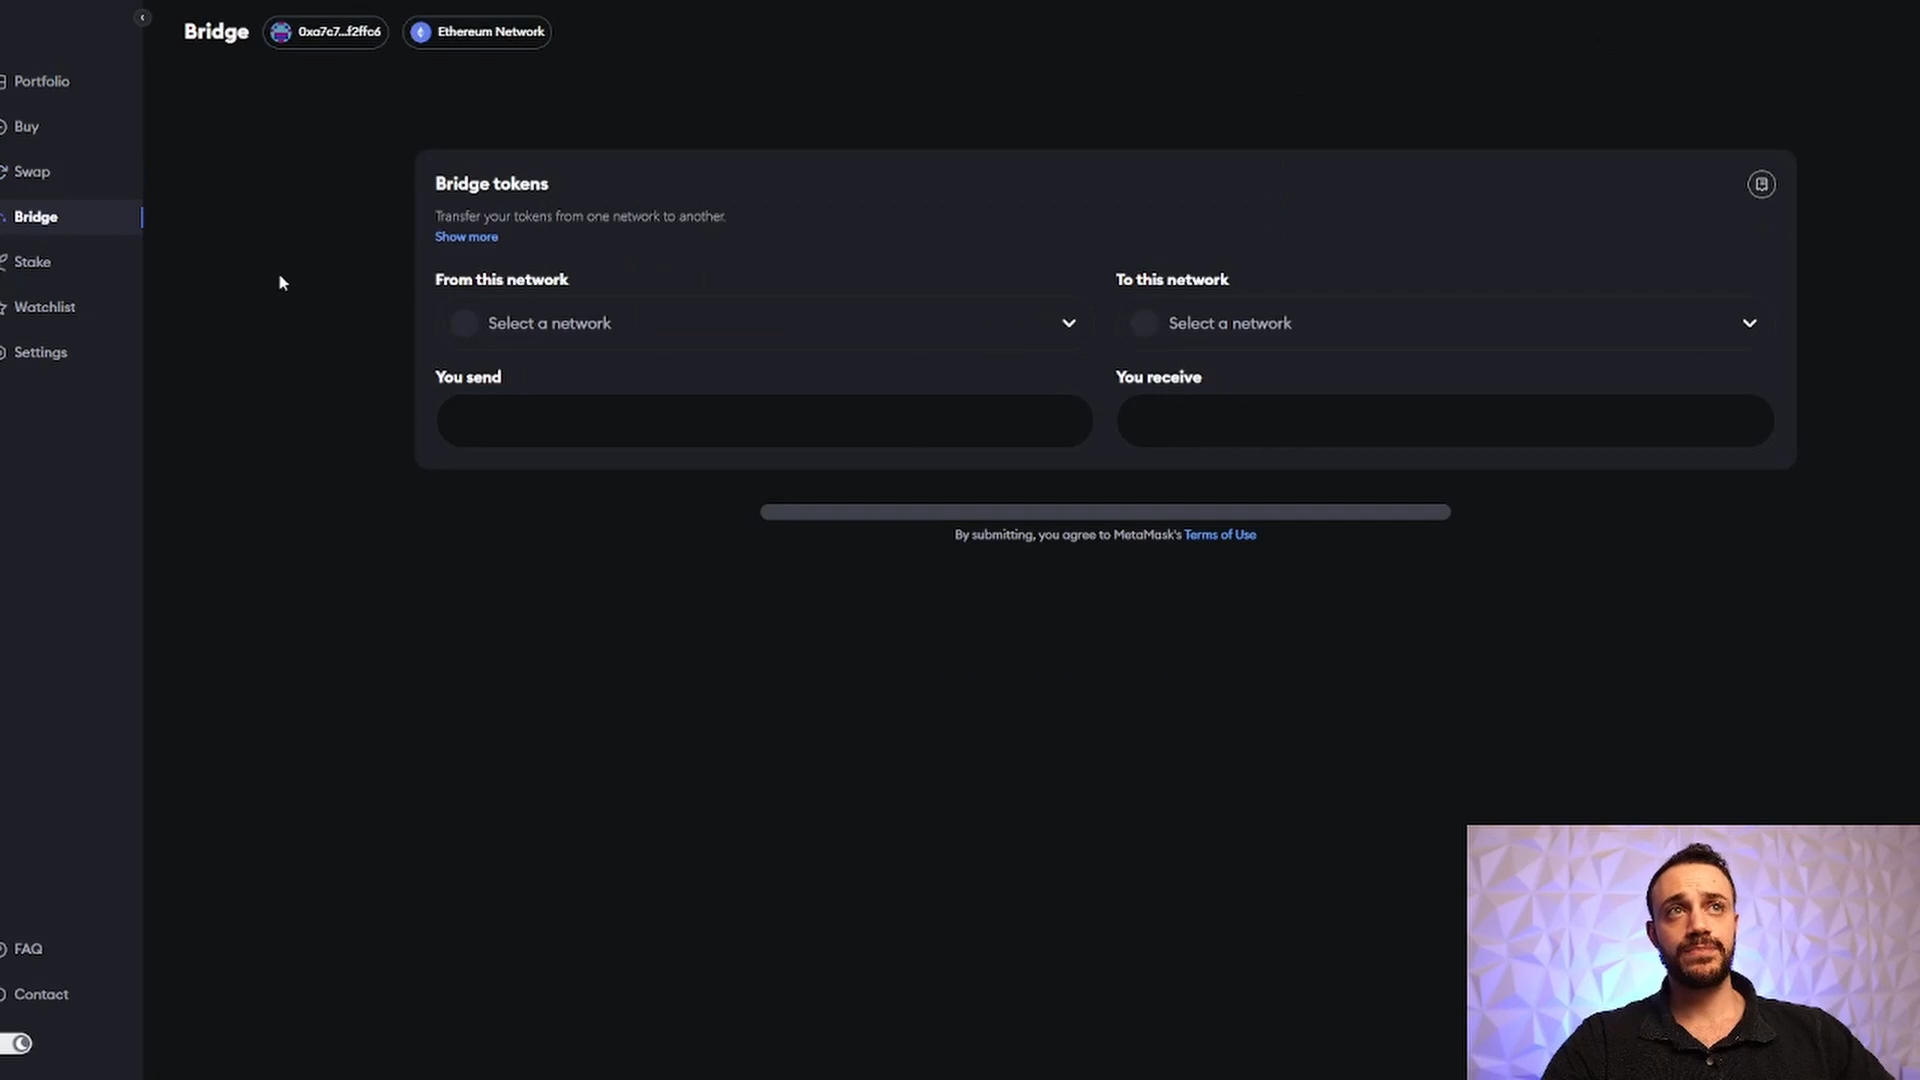 Bridge
0xa7c7...f2ffc6
Ethereum Network
Portfolio
Buy
Swap
Bridge
Stake
Watchlist
Settings
Bridge tokens
Transfer your tokens from one network to another.
Show more
From this network
To this network
Select a network
Select a network
You send
You receive
By submitting, you agree to MetaMask's Terms of Use
FAQ
Contact